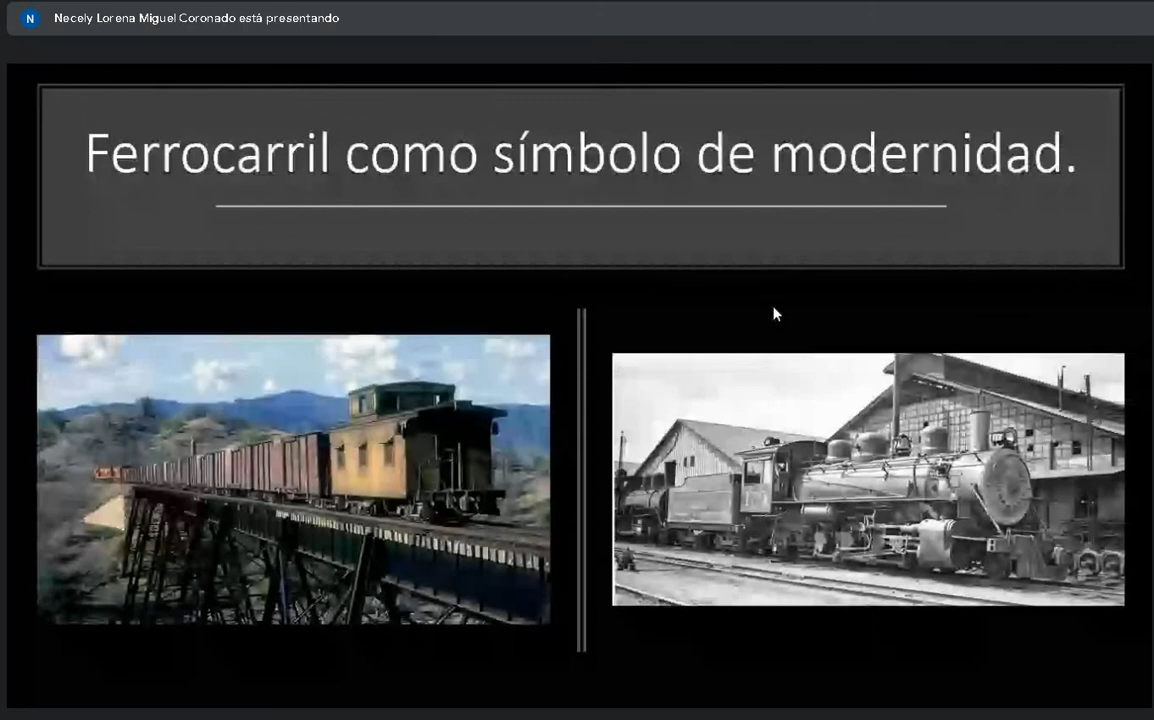 N
Necely Lorena Miguel Coronado está presentando
Ferrocarril como símbolo de modernidad.